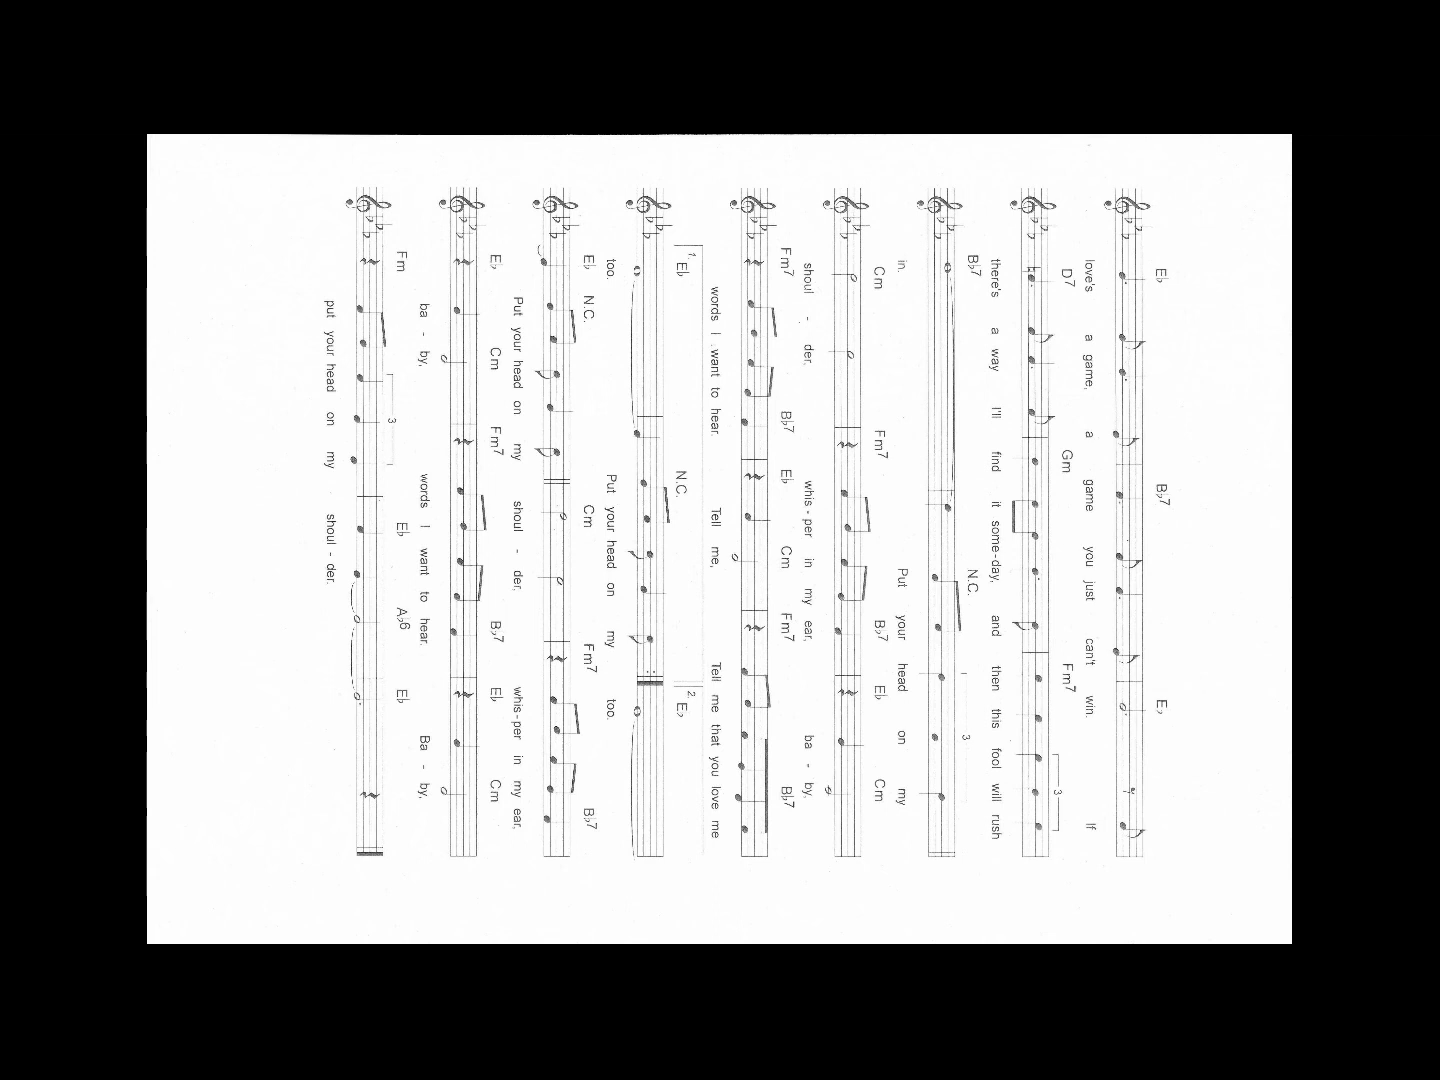 E♭ B♭7 E♭
love's a game, a game you just can't win. If
D7 Gm Fm7
there's a way I'll find it some-day, and then this fool will rush
B♭7 N.C. 3
in. Put your head on my
Cm Fm7 B♭7 E♭ Cm
shoul - der, whis - per in my ear, ba - by,
Fm7 B♭7 E♭ Cm Fm7 B♭7
words I want to hear. Tell me, Tell me that you love me
1. E♭ N.C. 2. E♭
too. Put your head on my too.
E♭ N.C. Cm Fm7 B♭7
Put your head on my shoul - der, whis-per in my ear,
E♭ Cm Fm7 B♭7 E♭ Cm
ba - by, words I want to hear. Ba - by,
Fm 3 E♭ A♭6 E♭
put your head on my shoul - der.